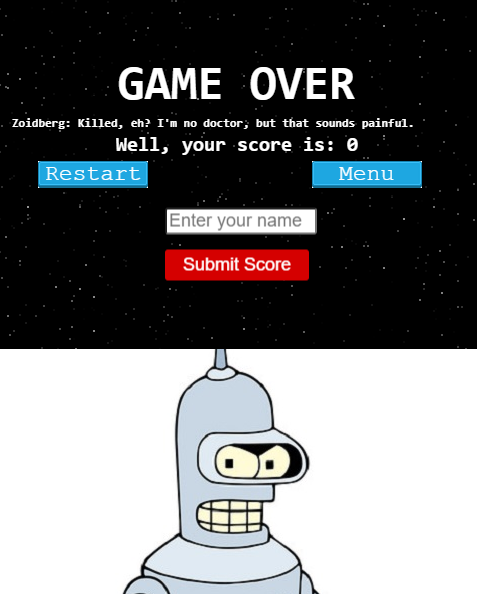 GAME OVER
Zoidberg: Killed, eh? I'm no doctor, but that sounds painful.
Well, your score is: 0
Restart Menu
Enter your name
Submit Score